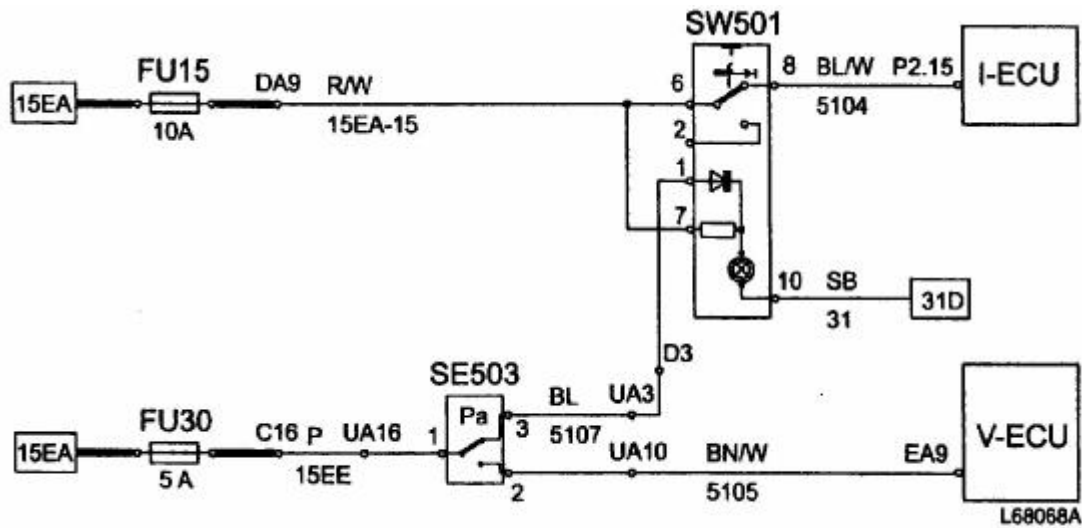 SW501
FU15
DA9 R/W 6 8 BL/W P2.15 I-ECU
15EA
10A 15EA-15 5104
2
1
7
10 SB
31D
31
D3
SE503
FU30 BL UA3
C16 P UA16 1 Pa 3
15EA 5107
5A 15EE UA10 BN/W EA9 V-ECU
2 5105
L68068A